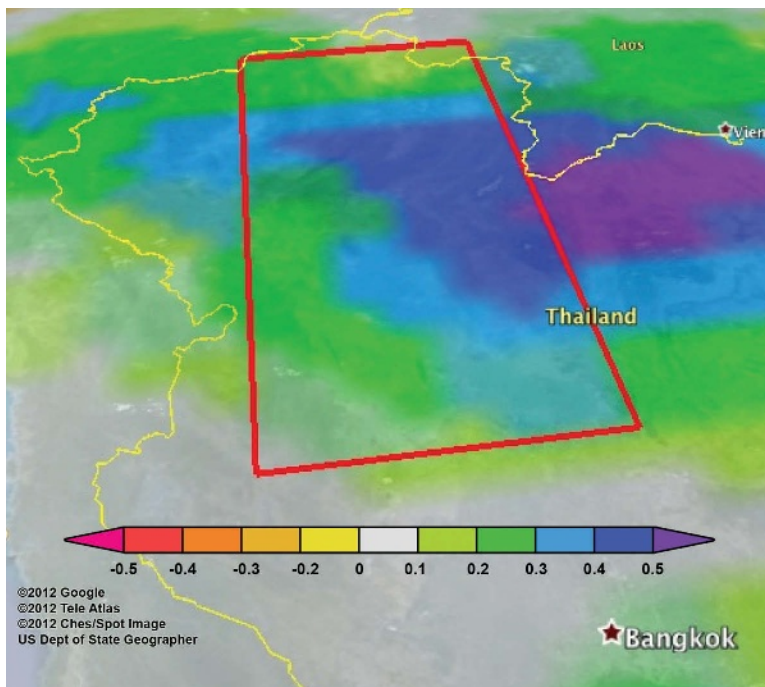 Laos
Vien
Thailand
-0.5 -0.4 -0.3 -0.2 0 0.1 0.2 0.3 0.4 0.5
©2012 Google
©2012 Tele Atlas
©2012 Ches/Spot Image
US Dept of State Geographer
Bangkok